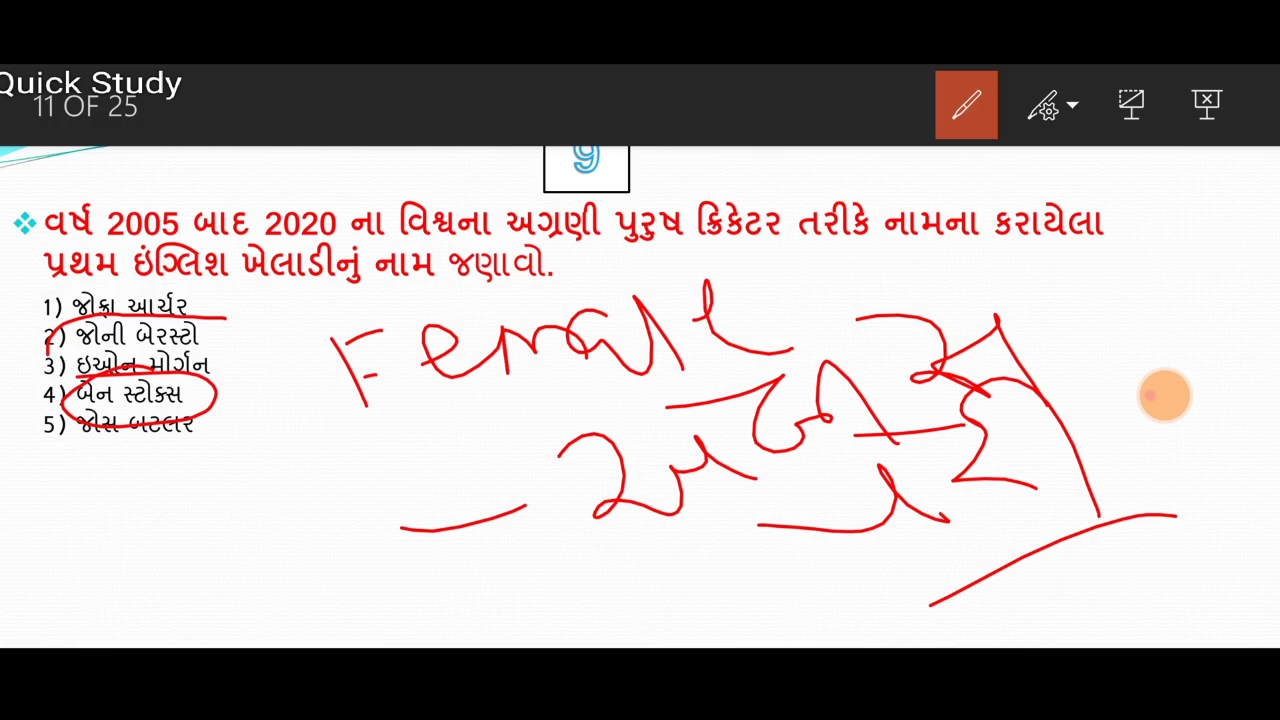 Quick Study
11 OF 25
9
વર્ષ 2005 બાદ 2020 ના વિશ્વના અગ્રણી પુરુષ ક્રિકેટર તરીકે નામના કરાયેલા
પ્રથમ ઇંગ્લિશ ખેલાડીનું નામ જણાવો.
1) જોફ્રા આર્ચર
2) જોની બેરસ્ટો
3) ઇઓન મોર્ગન
4) બેન સ્ટોક્સ
5) જોસ બટલર
Female